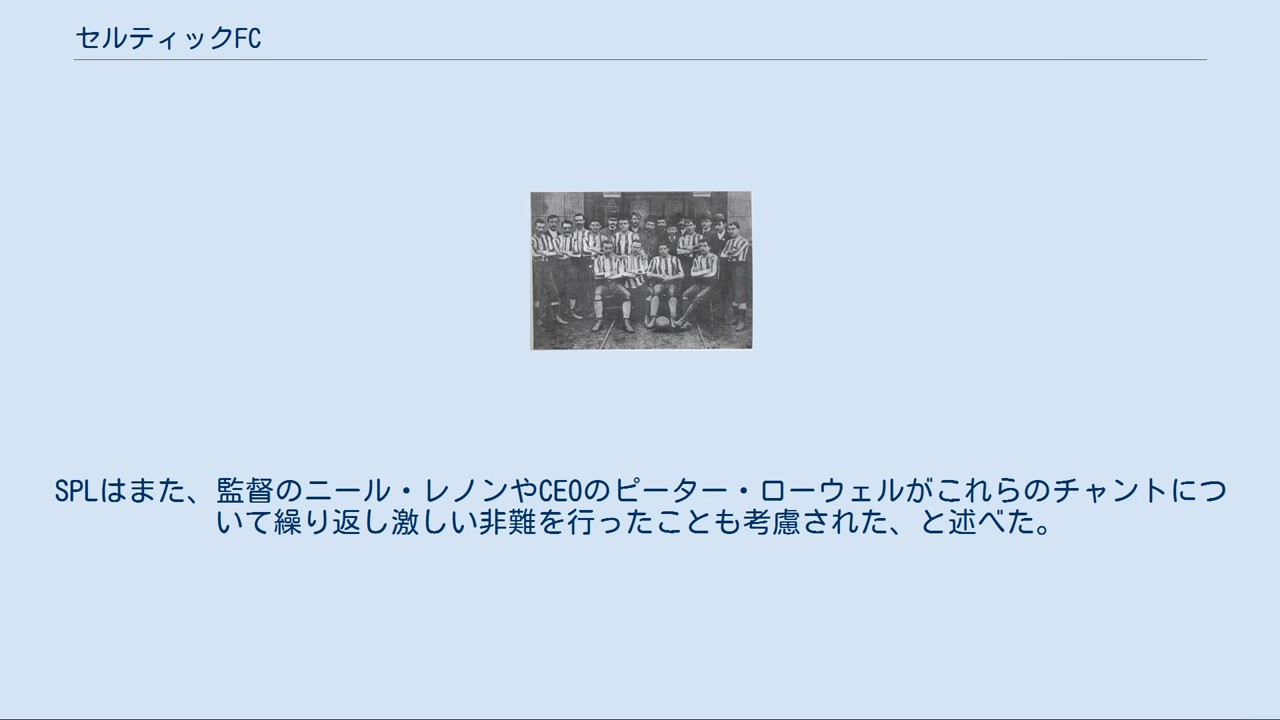 セルティックFC
SPLはまた、監督のニール・レノンやCEOのピーター・ローウェルがこれらのチャントにつ
いて繰り返し激しい非難を行ったことも考慮された、と述べた。